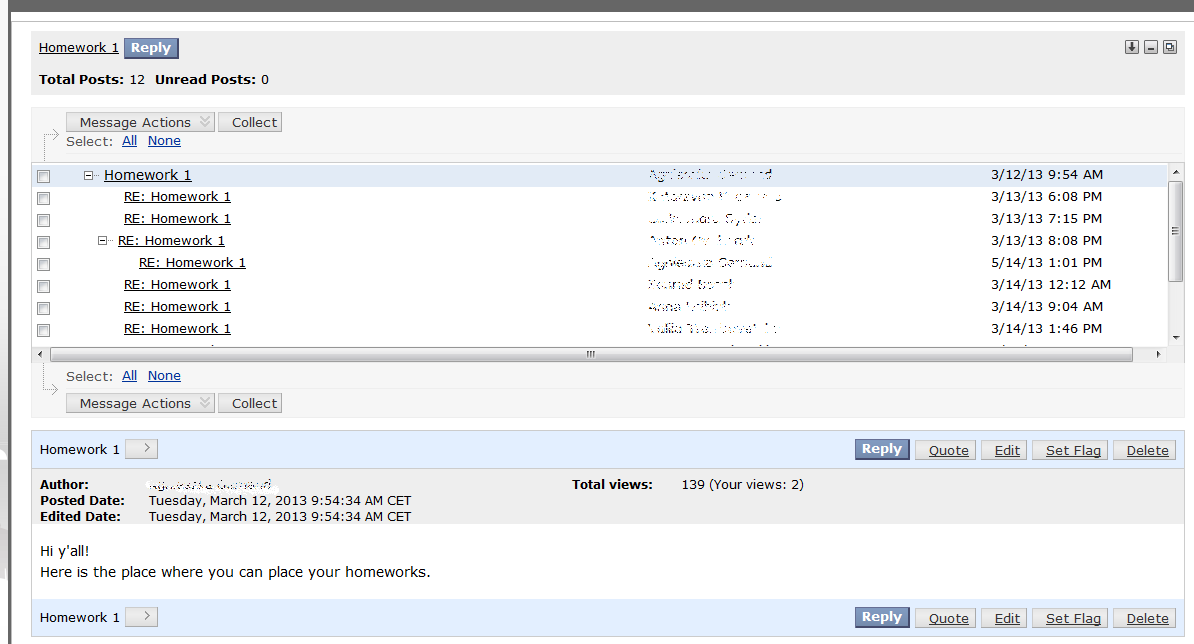 Homework 1 Reply
Total Posts: 12 Unread Posts: 0
Message Actions Collect
Select: All None
Homework 1 3/12/13 9:54 AM
RE: Homework 1 3/13/13 6:08 PM
RE: Homework 1 3/13/13 7:15 PM
RE: Homework 1 3/13/13 8:08 PM
RE: Homework 1 5/14/13 1:01 PM
RE: Homework 1 3/14/13 12:12 AM
RE: Homework 1 3/14/13 9:04 AM
RE: Homework 1 3/14/13 1:46 PM
Select: All None
Message Actions Collect
Homework 1 > Reply Quote Edit Set Flag Delete
Author: Total views: 139 (Your views: 2)
Posted Date: Tuesday, March 12, 2013 9:54:34 AM CET
Edited Date: Tuesday, March 12, 2013 9:54:34 AM CET
Hi y'all!
Here is the place where you can place your homeworks.
Homework 1 > Reply Quote Edit Set Flag Delete